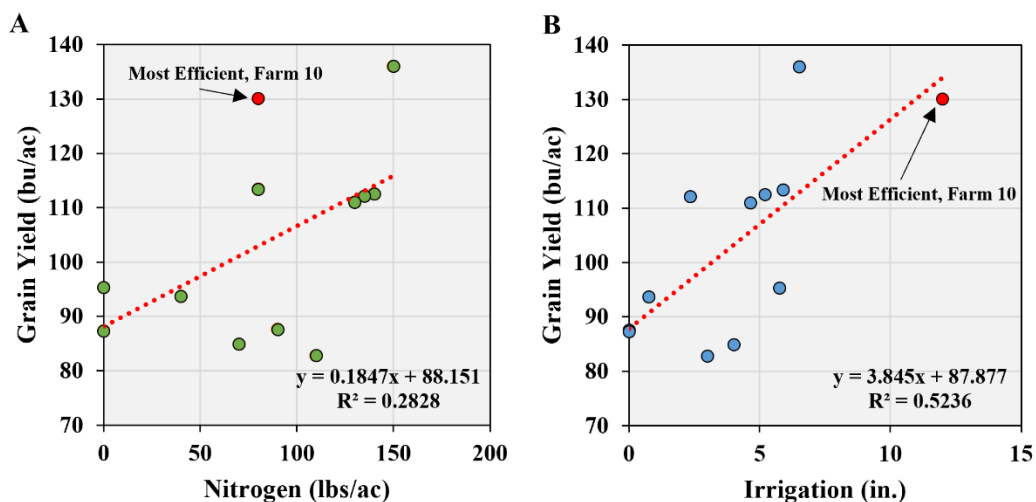 A
Grain Yield (bu/ac)
140
130
120
110
100
90
80
70
Most Efficient, Farm 10
y = 0.1847x + 88.151
R² = 0.2828
0
50
100
150
200
Nitrogen (lbs/ac)
B
Grain Yield (bu/ac)
140
130
120
110
100
90
80
70
Most Efficient, Farm 10
y = 3.845x + 87.877
R² = 0.5236
0
5
10
15
Irrigation (in.)